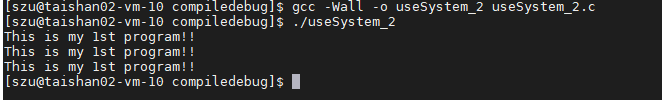 [szu@taishan02-vm-10 compiledebug]$ gcc -Wall -o useSystem_2 useSystem_2.c
[szu@taishan02-vm-10 compiledebug]$ ./useSystem_2
This is my 1st program!!
This is my 1st program!!
This is my 1st program!!
[szu@taishan02-vm-10 compiledebug]$